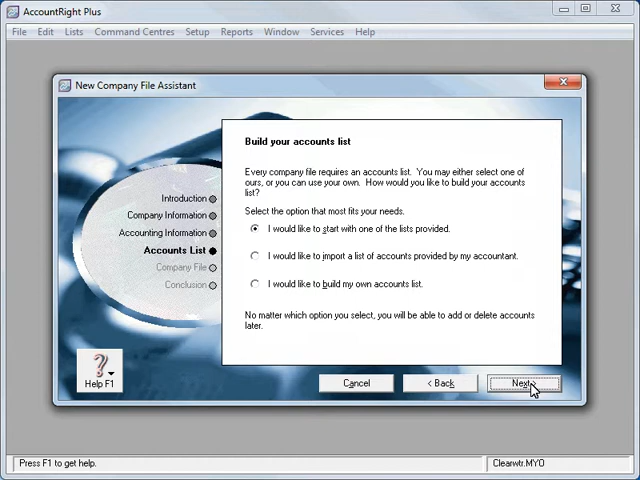 AccountRight Plus
File Edit Lists Command Centres Setup Reports Window Services Help
New Company File Assistant
Build your accounts list
Every company file requires an accounts list. You may either select one of
ours, or you can use your own. How would you like to build your accounts
list?
Select the option that most fits your needs.
I would like to start with one of the lists provided.
I would like to import a list of accounts provided by my accountant.
I would like to build my own accounts list.
No matter which option you select, you will be able to add or delete accounts
later.
Introduction
Company Information
Accounting Information
Accounts List
Company File
Conclusion
Help F1
Cancel
< Back
Next >
Press F1 to get help.
Clearwtr.MYO